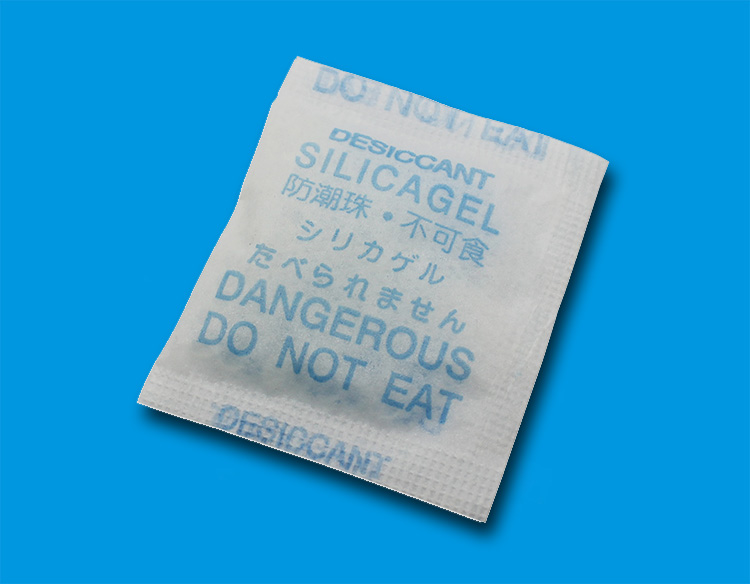 DO NOT EAT
DESICCANT
SILICAGEL
防潮珠・不可食
シリカゲル
たべられません
DANGEROUS
DO NOT EAT
DESICCANT